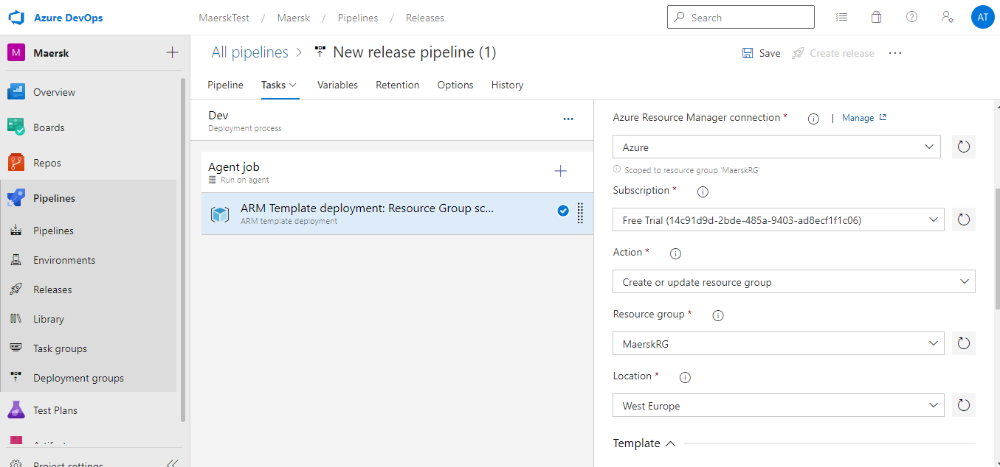 Azure DevOps
MaerskTest / Maersk / Pipelines / Releases
Search
AT
M Maersk
All pipelines > New release pipeline (1)
Save
Create release
Overview
Boards
Repos
Pipelines
Pipelines
Environments
Releases
Library
Task groups
Deployment groups
Test Plans
Artifacts
Project settings
Pipeline Tasks Variables Retention Options History
Dev
Deployment process
Agent job
Run on agent
ARM Template deployment: Resource Group sc...
ARM template deployment
Azure Resource Manager connection * | Manage
Azure
Scoped to resource group 'MaerskRG'
Subscription *
Free Trial (14c91d9d-2bde-485a-9403-ad8ecf1f1c06)
Action *
Create or update resource group
Resource group *
MaerskRG
Location *
West Europe
Template